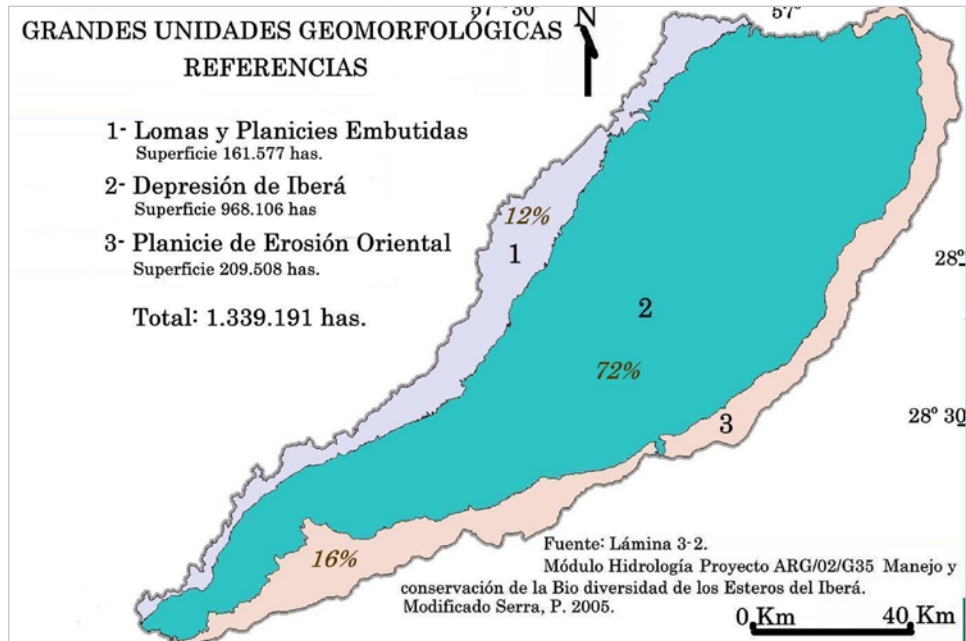 57° 30'
57°
N
GRANDES UNIDADES GEOMORFOLÓGICAS
REFERENCIAS
1- Lomas y Planicies Embutidas
Superficie 161.577 has.
2- Depresión de Iberá
Superficie 968.106 has
3- Planicie de Erosión Oriental
Superficie 209.508 has.
Total: 1.339.191 has.
12%
1
28°
2
72%
3
28° 30
16%
Fuente: Lámina 3-2.
Módulo Hidrología Proyecto ARG/02/G35 Manejo y
conservación de la Bio diversidad de los Esteros del Iberá.
Modificado Serra, P. 2005.
0 Km 40 Km